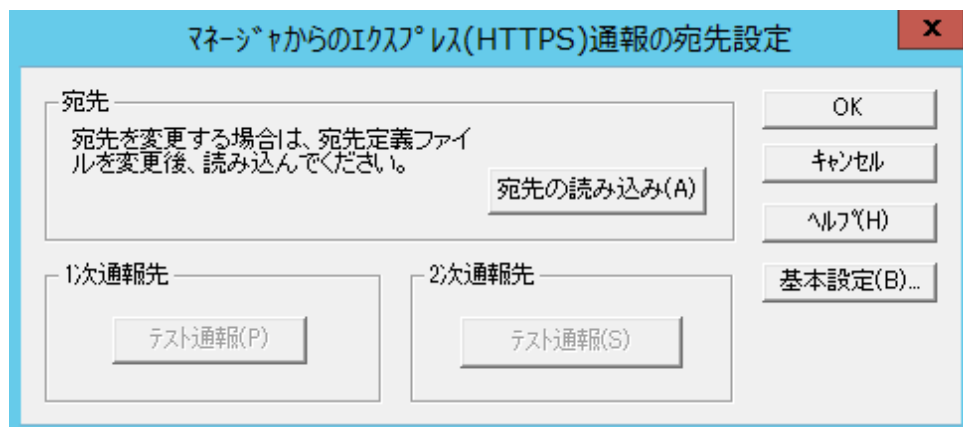 ﾏﾈｰｼﾞｬからのｴｸｽﾌﾟﾚｽ(HTTPS)通報の宛先設定
x
宛先
宛先を変更する場合は、宛先定義ファイ
ルを変更後、読み込んでください。
宛先の読み込み(A)
OK
ｷｬﾝｾﾙ
ﾍﾙﾌﾟ(H)
基本設定(B)...
1次通報先
テスト通報(P)
2次通報先
テスト通報(S)